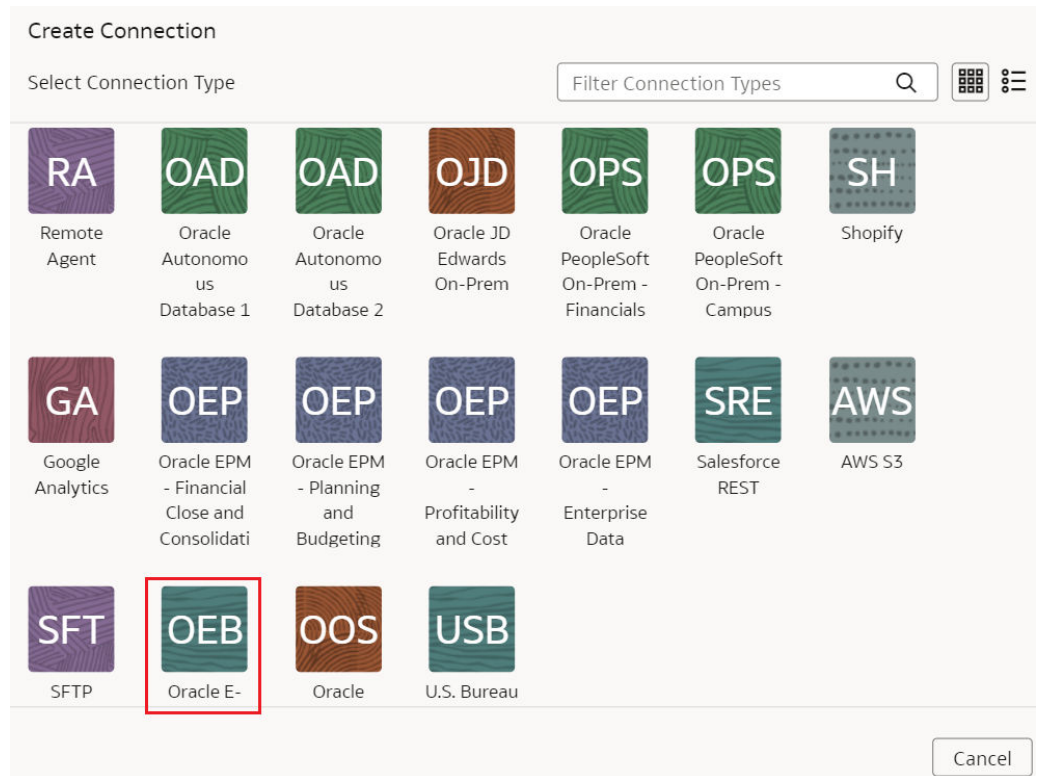 Create Connection
Select Connection Type
Filter Connection Types
RA
OAD
OAD
OJD
OPS
OPS
SH
Remote
Agent
Oracle
Autonomo
us
Database 1
Oracle
Autonomo
us
Database 2
Oracle JD
Edwards
On-Prem
Oracle
PeopleSoft
On-Prem -
Financials
Oracle
PeopleSoft
On-Prem -
Campus
Shopify
GA
OEP
OEP
OEP
OEP
SRE
AWS
Google
Analytics
Oracle EPM
- Financial
Close and
Consolidati
Oracle EPM
- Planning
and
Budgeting
Oracle EPM
-
Profitability
and Cost
Oracle EPM
-
Enterprise
Data
Salesforce
REST
AWS S3
SFT
OEB
OOS
USB
SFTP
Oracle E-
Oracle
U.S. Bureau
Cancel